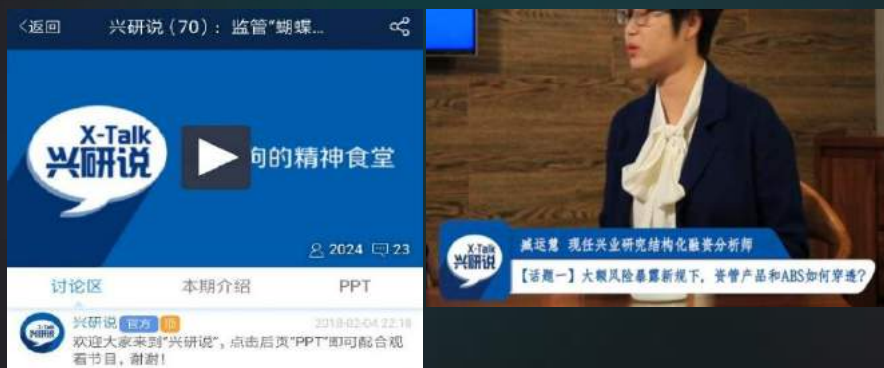 <返回
兴研说(70):监管“蝴蝶...
X-Talk
兴研说
的精神食堂
2024 23
讨论区 本期介绍 PPT
兴研说 官方 顶
2018-02-04 22:18
欢迎大家来到“兴研说”,点击后页“PPT”即可配合观
看节目,谢谢!
X-Talk
兴研说
臧运慧 现任兴业研究结构化融资分析师
【话题一】大额风险暴露新规下,资管产品和ABS如何穿透?